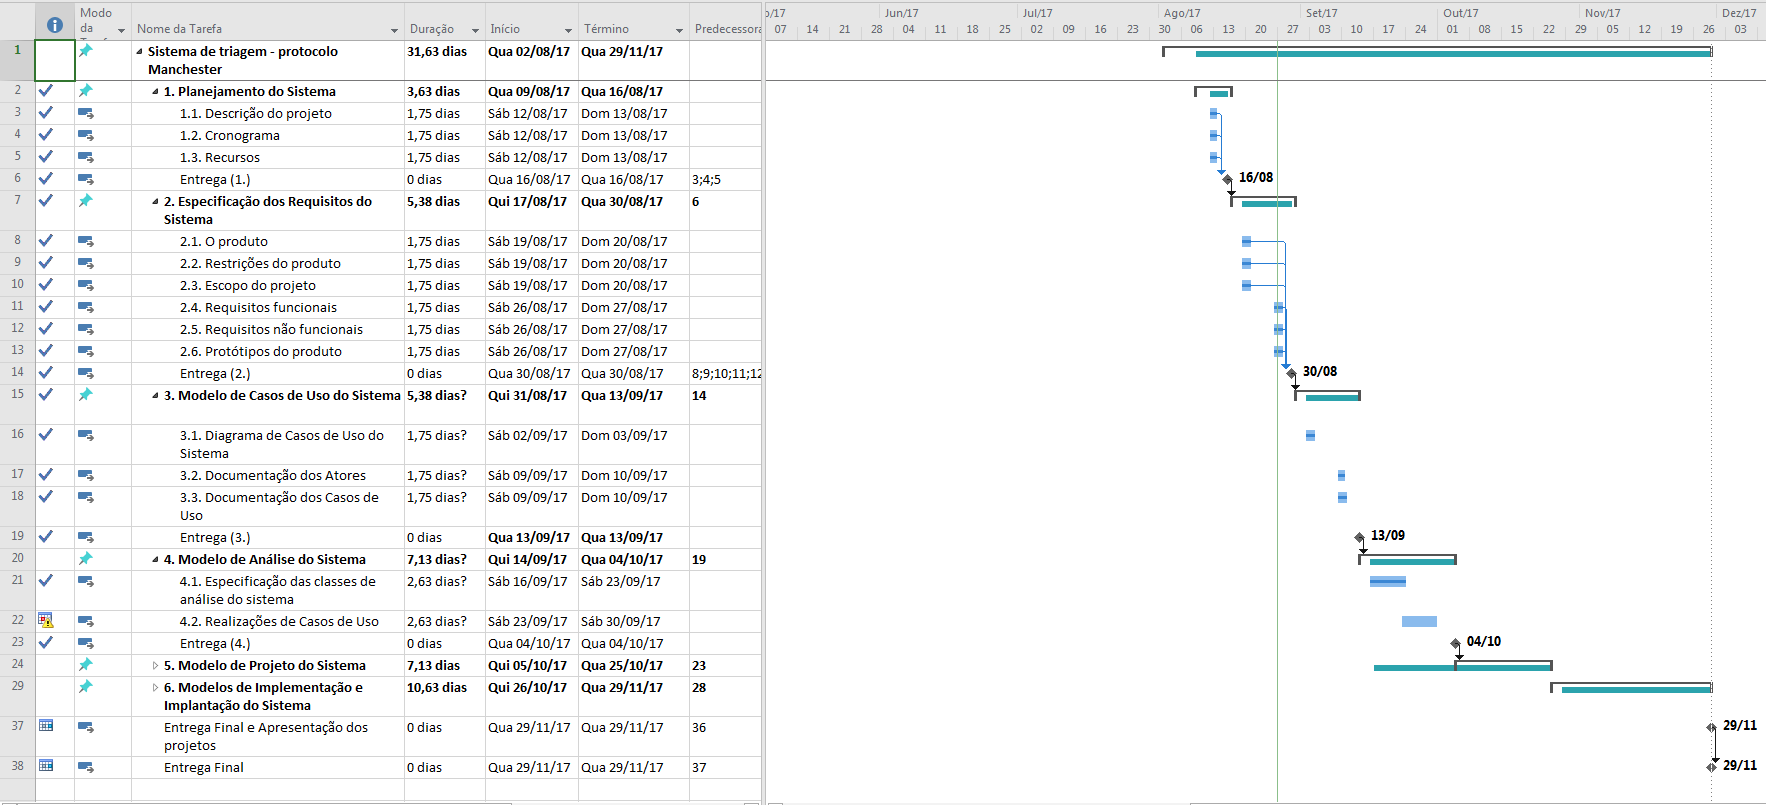 Modo da Nome da Tarefa Duração Início Término Predecessora
/17 Jun/17 Jul/17 Ago/17 Set/17 Out/17 Nov/17 Dez/17
07 14 21 28 04 11 18 25 02 09 16 23 30 06 13 20 27 03 10 17 24 01 08 15 22 29 05 12 19 26 03
1 Sistema de triagem - protocolo 31,63 dias Qua 02/08/17 Qua 29/11/17
Manchester
2 1. Planejamento do Sistema 3,63 dias Qua 09/08/17 Qua 16/08/17
3 1.1. Descrição do projeto 1,75 dias Sáb 12/08/17 Dom 13/08/17
4 1.2. Cronograma 1,75 dias Sáb 12/08/17 Dom 13/08/17
5 1.3. Recursos 1,75 dias Sáb 12/08/17 Dom 13/08/17
6 Entrega (1.) 0 dias Qua 16/08/17 Qua 16/08/17 3;4;5 16/08
7 2. Especificação dos Requisitos do 5,38 dias Qui 17/08/17 Qua 30/08/17 6
Sistema
8 2.1. O produto 1,75 dias Sáb 19/08/17 Dom 20/08/17
9 2.2. Restrições do produto 1,75 dias Sáb 19/08/17 Dom 20/08/17
10 2.3. Escopo do projeto 1,75 dias Sáb 19/08/17 Dom 20/08/17
11 2.4. Requisitos funcionais 1,75 dias Sáb 26/08/17 Dom 27/08/17
12 2.5. Requisitos não funcionais 1,75 dias Sáb 26/08/17 Dom 27/08/17
13 2.6. Protótipos do produto 1,75 dias Sáb 26/08/17 Dom 27/08/17
14 Entrega (2.) 0 dias Qua 30/08/17 Qua 30/08/17 8;9;10;11;12 30/08
15 3. Modelo de Casos de Uso do Sistema 5,38 dias? Qui 31/08/17 Qua 13/09/17 14
16 3.1. Diagrama de Casos de Uso do 1,75 dias? Sáb 02/09/17 Dom 03/09/17
Sistema
17 3.2. Documentação dos Atores 1,75 dias? Sáb 09/09/17 Dom 10/09/17
18 3.3. Documentação dos Casos de 1,75 dias? Sáb 09/09/17 Dom 10/09/17
Uso
19 Entrega (3.) 0 dias Qua 13/09/17 Qua 13/09/17 13/09
20 4. Modelo de Análise do Sistema 7,13 dias? Qui 14/09/17 Qua 04/10/17 19
21 4.1. Especificação das classes de 2,63 dias? Sáb 16/09/17 Sáb 23/09/17
análise do sistema
22 4.2. Realizações de Casos de Uso 2,63 dias? Sáb 23/09/17 Sáb 30/09/17
23 Entrega (4.) 0 dias Qua 04/10/17 Qua 04/10/17 04/10
24 5. Modelo de Projeto do Sistema 7,13 dias Qui 05/10/17 Qua 25/10/17 23
29 6. Modelos de Implementação e 10,63 dias Qui 26/10/17 Qua 29/11/17 28
Implantação do Sistema
37 Entrega Final e Apresentação dos 0 dias Qua 29/11/17 Qua 29/11/17 36 29/11
projetos
38 Entrega Final 0 dias Qua 29/11/17 Qua 29/11/17 37 29/11